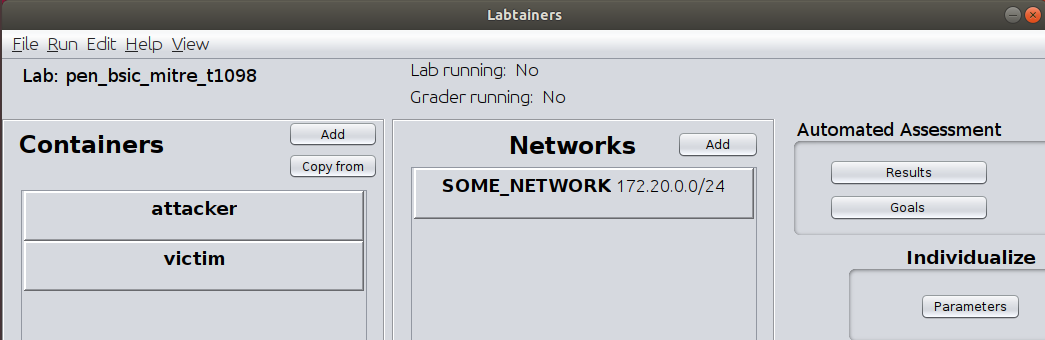 Labtainers
File Run Edit Help View
Lab: pen_bsic_mitre_t1098
Lab running: No
Grader running: No
Containers
Add
Copy from
attacker
victim
Networks
Add
SOME_NETWORK 172.20.0.0/24
Automated Assessment
Results
Goals
Individualize
Parameters